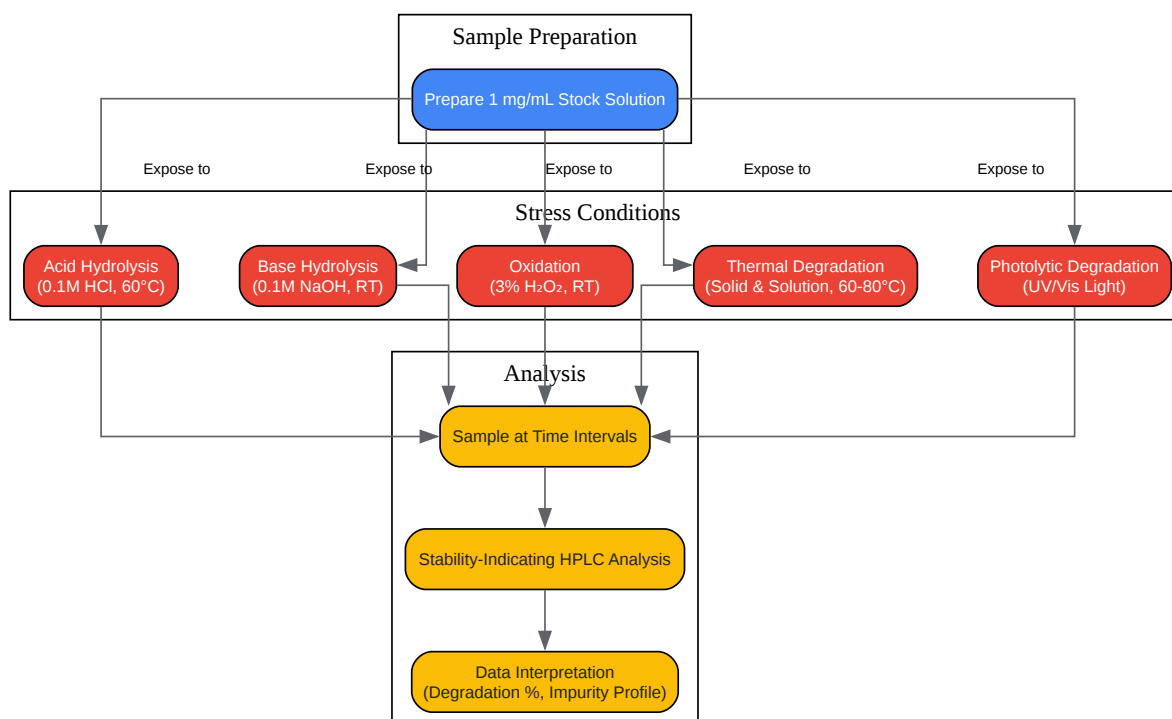 Sample Preparation
Prepare 1 mg/mL Stock Solution
Expose to
Expose to
Expose to
Expose to
Expose to
Stress Conditions
Acid Hydrolysis
(0.1M HCl, 60°C)
Base Hydrolysis
(0.1M NaOH, RT)
Oxidation
(3% H₂O₂, RT)
Thermal Degradation
(Solid & Solution, 60-80°C)
Photolytic Degradation
(UV/Vis Light)
Analysis
Sample at Time Intervals
Stability-Indicating HPLC Analysis
Data Interpretation
(Degradation %, Impurity Profile)